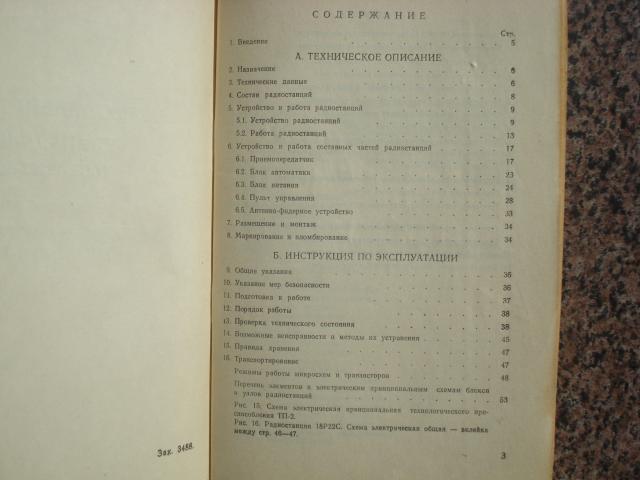 СОДЕРЖАНИЕ
Стр.
1. Введение 5
А. ТЕХНИЧЕСКОЕ ОПИСАНИЕ
2. Назначение 6
3. Технические данные 6
4. Состав радиостанций 8
5. Устройство и работа радиостанций 9
5.1. Устройство радиостанций 9
5.2. Работа радиостанций 13
6. Устройство и работа составных частей радиостанций 17
6.1. Приемопередатчик 17
6.2. Блок автоматики 23
6.3. Блок питания 24
6.4. Пульт управления 28
6.5. Антенно-фидерное устройство 33
7. Размещение и монтаж 34
8. Маркирование и пломбирование 34
Б. ИНСТРУКЦИЯ ПО ЭКСПЛУАТАЦИИ
9. Общие указания 36
10. Указание мер безопасности 36
11. Подготовка к работе 37
12. Порядок работы 38
13. Проверка технического состояния 38
14. Возможные неисправности и методы их устранения 45
15. Правила хранения 47
16. Транспортирование 47
Режимы работы микросхем и транзисторов 48
Перечень элементов к электрическим принципиальным схемам блоков
и узлов радиостанций 53
Рис. 15. Схема электрическая принципиальная технологического при-
способления ТП-2.
Рис. 16. Радиостанция 18Р22С. Схема электрическая общая — вклейка
между стр. 46—47.
Зак. 3488.
3